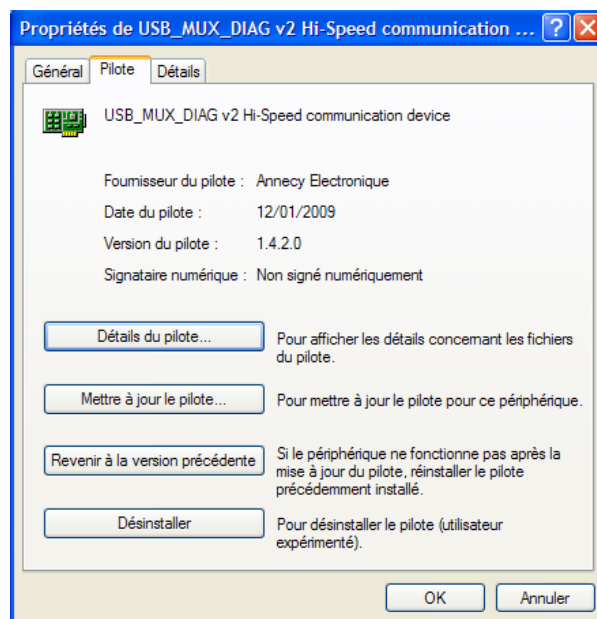 Propriétés de USB_MUX_DIAG v2 Hi-Speed communication ...
Général Pilote Détails
USB_MUX_DIAG v2 Hi-Speed communication device
Fournisseur du pilote : Annecy Electronique
Date du pilote : 12/01/2009
Version du pilote : 1.4.2.0
Signataire numérique : Non signé numériquement
Détails du pilote... Pour afficher les détails concernant les fichiers
du pilote.
Mettre à jour le pilote... Pour mettre à jour le pilote pour ce périphérique.
Revenir à la version précédente Si le périphérique ne fonctionne pas après la
mise à jour du pilote, réinstaller le pilote
précédemment installé.
Désinstaller Pour désinstaller le pilote (utilisateur
expérimenté).
OK Annuler